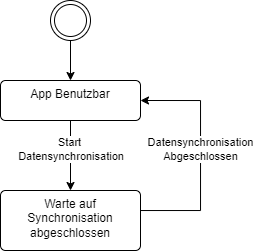 App Benutzbar
Start
Datensynchronisation
Datensynchronisation
Abgeschlossen
Warte auf
Synchronisation
abgeschlossen